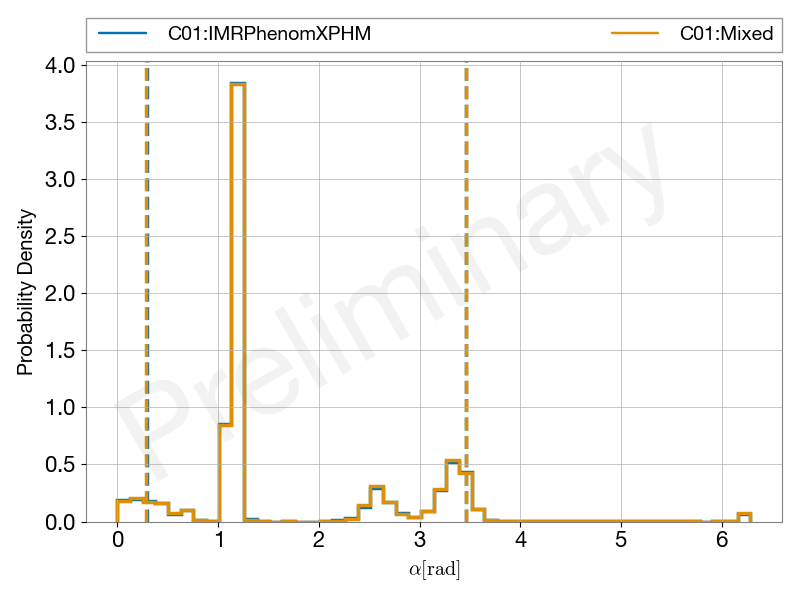 C01:IMRPhenomXPHM C01:Mixed
4.0
3.5
3.0
2.5
2.0
1.5
1.0
0.5
0.0
Probability Density
Preliminary
0 1 2 3 4 5 6
α[rad]